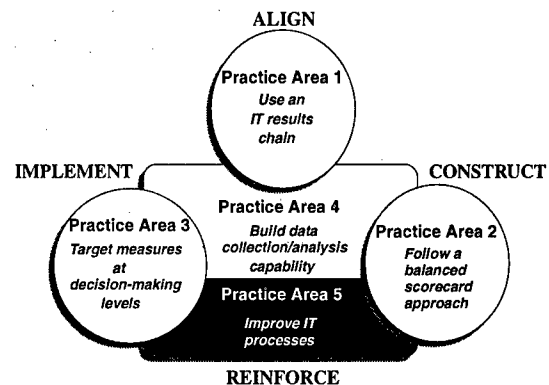 ALIGN
Practice Area 1
Use an
IT results
chain
IMPLEMENT
CONSTRUCT
Practice Area 3
Target measures
at
decision-making
levels
Practice Area 4
Build data
collection/analysis
capability
Practice Area 2
Follow a
balanced
scorecard
approach
Practice Area 5
Improve IT
processes
REINFORCE